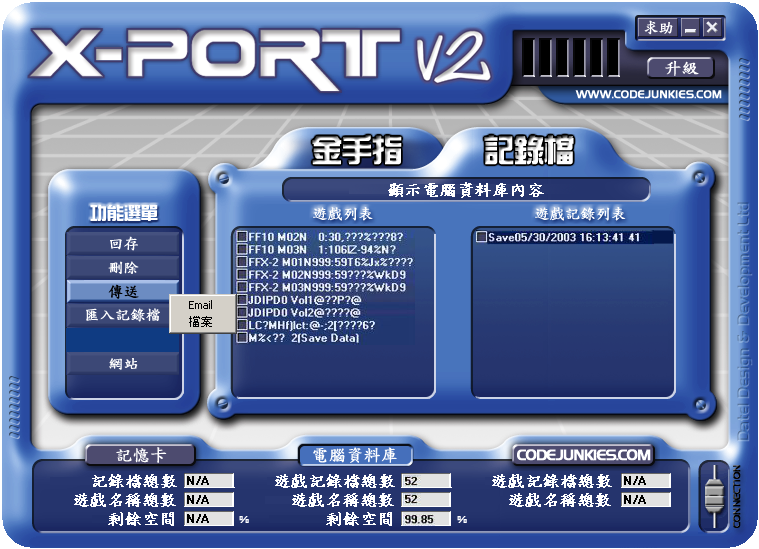 X-PORT V2
求助
升級
WWW.CODEJUNKIES.COM
金手指
記錄檔
顯示電腦資料庫內容
功能選單
回存
刪除
傳送
匯入記錄檔
網站
Email
檔案
遊戲列表
FF10 M02N 0:30,???%???8?
FF10 M03N 1:106IZ-94%N?
FFX-2 M01N999:59T6%Jx%????
FFX-2 M02N999:59???%WkD9
FFX-2 M03N999:59???%WkD9
JDIPD0 Vol1@??P?@
JDIPD0 Vol2@????@
LC?MHf)Ict:@-;2[????6?
M%<?? 2[Save Data]
遊戲記錄列表
Save05/30/2003 16:13:41 41
Datel Design & Development Ltd
記憶卡
記錄檔總數 N/A
遊戲名稱總數 N/A
剩餘空間 N/A %
電腦資料庫
遊戲記錄檔總數 52
遊戲名稱總數 52
剩餘空間 99.85 %
CODEJUNKIES.COM
遊戲記錄檔總數 N/A
遊戲名稱總數 N/A
CONNECTION